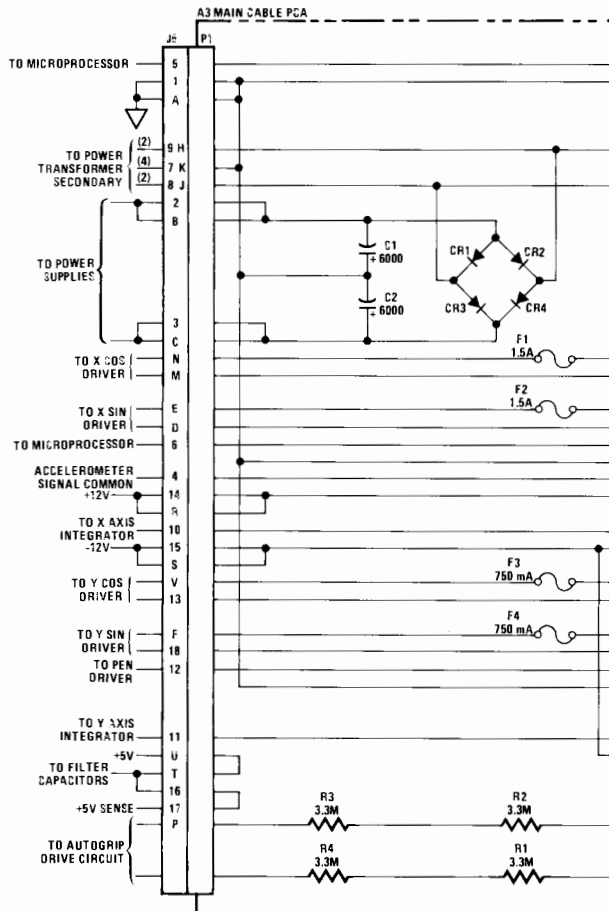 A3 MAIN CABLE PCA
J6 P1
TO MICROPROCESSOR 5
1
A
(2) 9 H
TO POWER TRANSFORMER SECONDARY (4) 7 K
(2) 8 J
2
B
C1
+ 6000
CR1 CR2
TO POWER SUPPLIES
C2
+ 6000
CR3 CR4
3
C
F1
1.5A
TO X COS DRIVER N
M
F2
1.5A
TO X SIN DRIVER E
D
TO MICROPROCESSOR 6
ACCELEROMETER SIGNAL COMMON 4
+12V 14
R
TO X AXIS INTEGRATOR 10
-12V 15
S
F3
750 mA
TO Y COS DRIVER V
13
F4
750 mA
TO Y SIN DRIVER F
18
TO PEN DRIVER 12
TO Y AXIS INTEGRATOR 11
+5V U
TO FILTER CAPACITORS T
16
+5V SENSE 17
P
R3 R2
3.3M 3.3M
TO AUTOGRIP DRIVE CIRCUIT
R4 R1
3.3M 3.3M